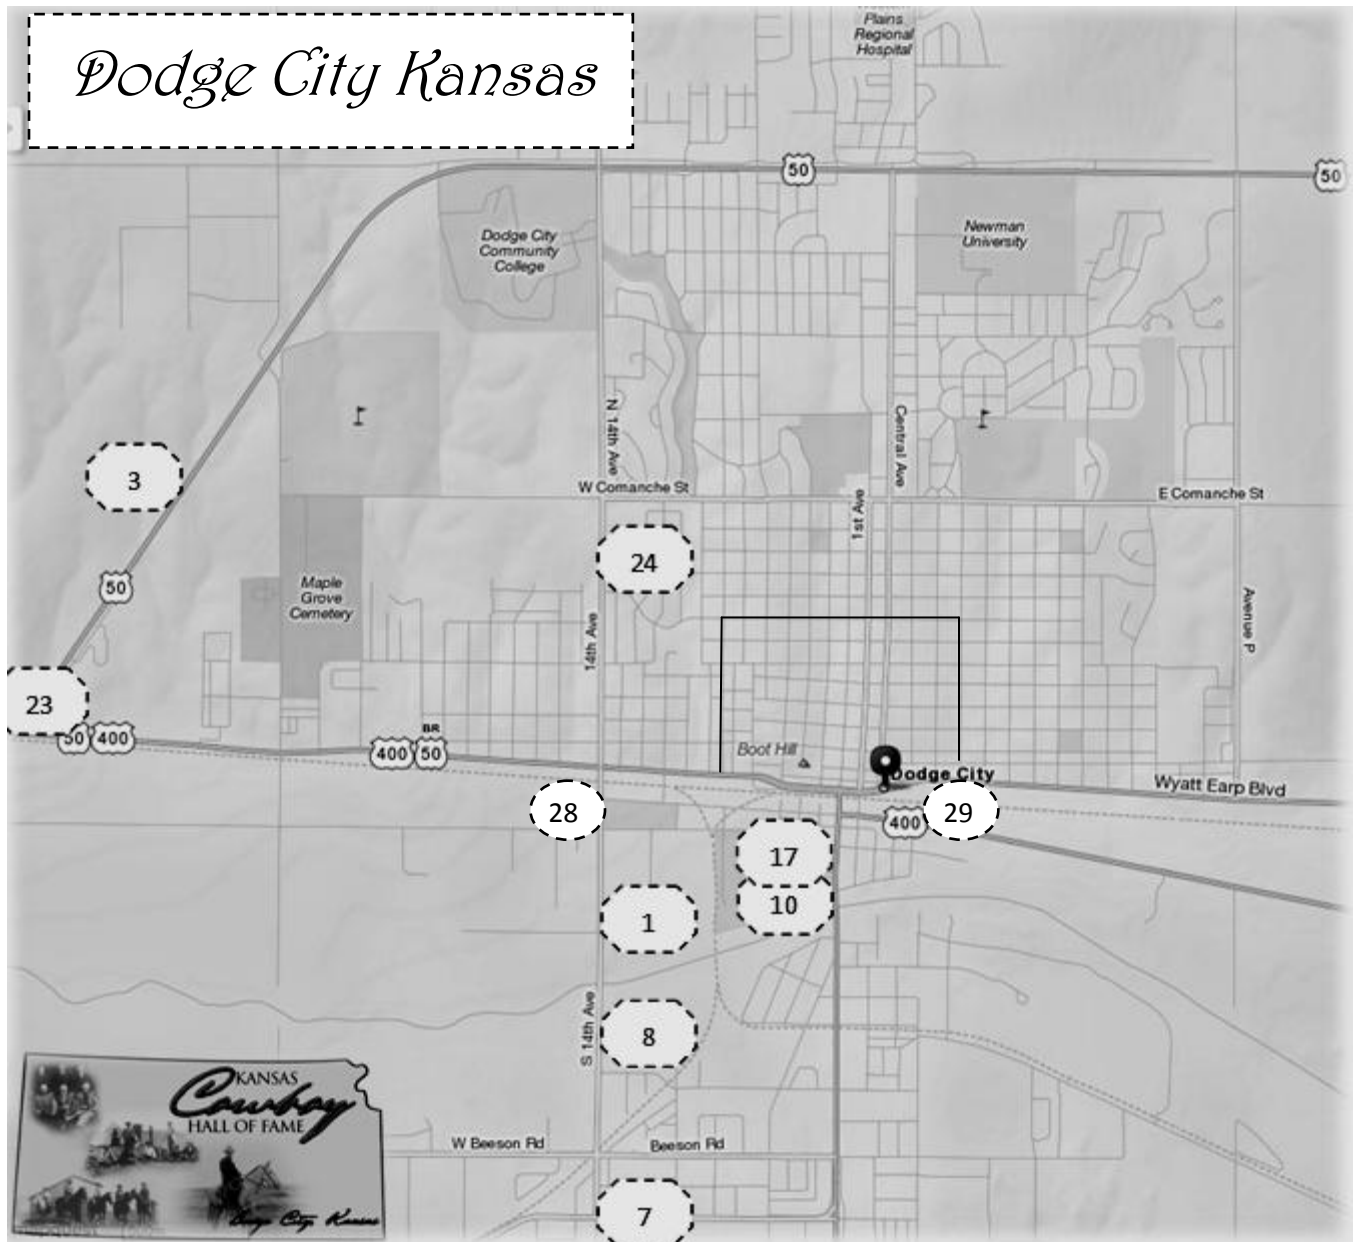 Dodge City Kansas
Plains
Regional
Hospital
50
50
Dodge City
Community
College
Newman
University
N 14th Ave
Central Ave
3
W Comanche St
E Comanche St
1st Ave
24
50
Maple
Grove
Cemetery
14th Ave
Avenue P
23
50
400
BR
400
50
Boot Hill
Dodge City
Wyatt Earp Blvd
28
400
29
17
10
1
S 14th Ave
8
KANSAS
Cowboy
HALL OF FAME
Dodge City, Kansas
W Beeson Rd
Beeson Rd
7